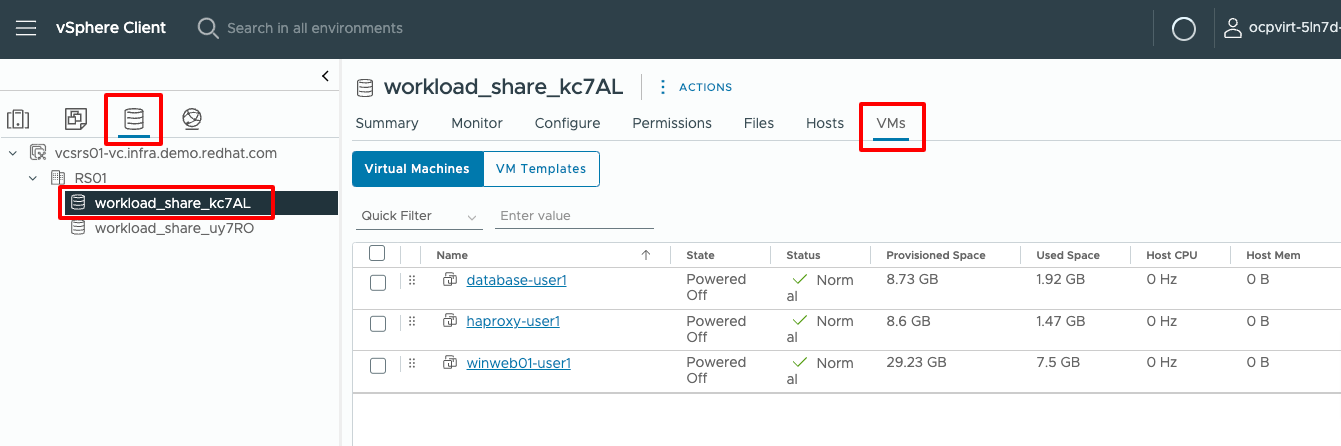 vSphere Client
Search in all environments
ocpvirt-5ln7d-
workload_share_kc7AL
ACTIONS
Summary Monitor Configure Permissions Files Hosts VMs
vcsrs01-vc.infra.demo.redhat.com
RS01
workload_share_kc7AL
workload_share_uy7RO
Virtual Machines VM Templates
Quick Filter Enter value
Name State Status Provisioned Space Used Space Host CPU Host Mem
database-user1 Powered Off Normal 8.73 GB 1.92 GB 0 Hz 0 B
haproxy-user1 Powered Off Normal 8.6 GB 1.47 GB 0 Hz 0 B
winweb01-user1 Powered Off Normal 29.23 GB 7.5 GB 0 Hz 0 B